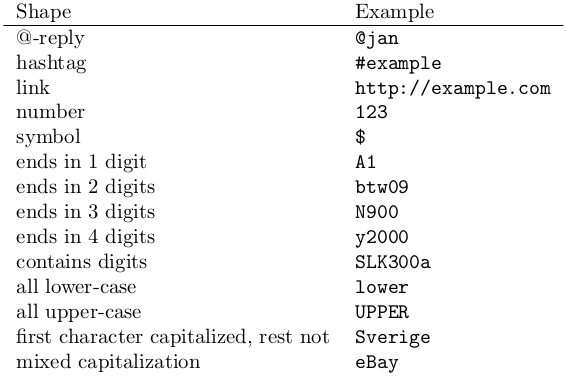 Shape Example
@-reply @jan
hashtag #example
link http://example.com
number 123
symbol $
ends in 1 digit A1
ends in 2 digits btw09
ends in 3 digits N900
ends in 4 digits y2000
contains digits SLK300a
all lower-case lower
all upper-case UPPER
first character capitalized, rest not Sverige
mixed capitalization eBay